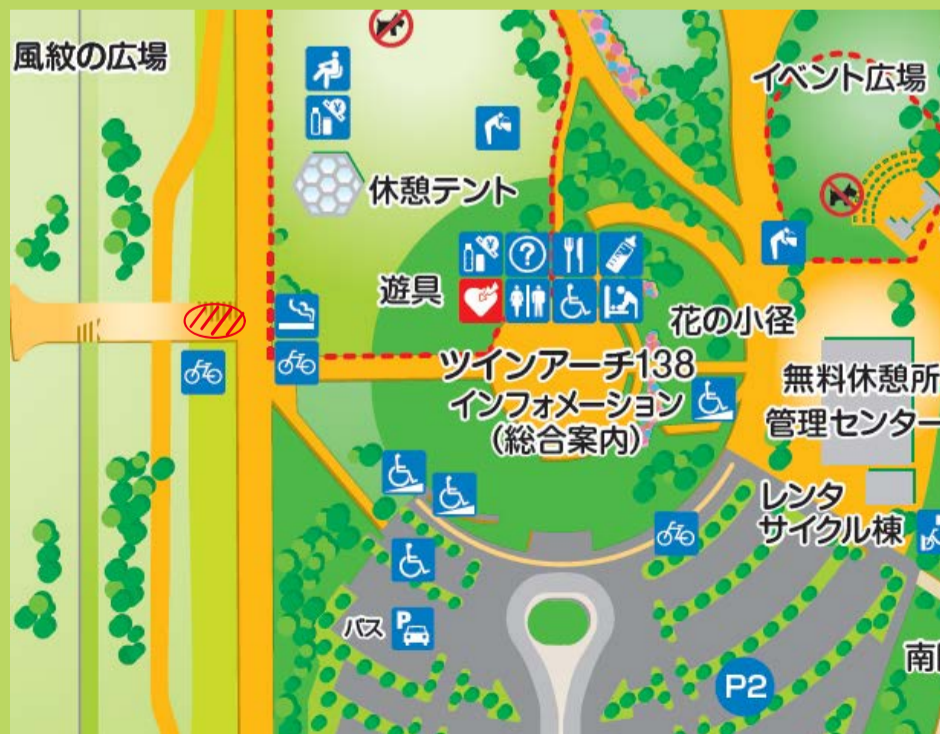 風紋の広場
イベント広場
休憩テント
遊具
花の小径
ツインアーチ138
インフォメーション
(総合案内)
無料休憩所
管理センター
レンタ
サイクル棟
バス
P
P2
南
?